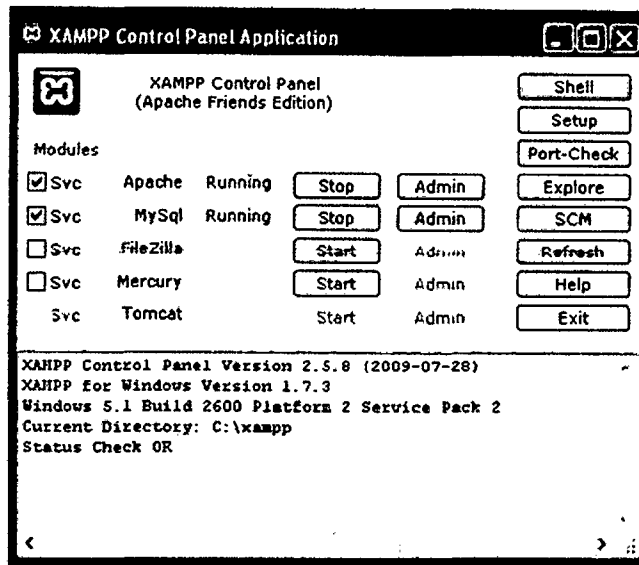 XAMPP Control Panel Application
XAMPP Control Panel
(Apache Friends Edition)
Shell
Setup
Modules
Port-Check
Svc Apache Running Stop Admin Explore
Svc MySql Running Stop Admin SCM
Svc FileZilla Start Admin Refresh
Svc Mercury Start Admin Help
Svc Tomcat Start Admin Exit
XAMPP Control Panel Version 2.5.8 (2009-07-28)
XAMPP for Windows Version 1.7.3
Windows 5.1 Build 2600 Platform 2 Service Pack 2
Current Directory: C:\xampp
Status Check OK